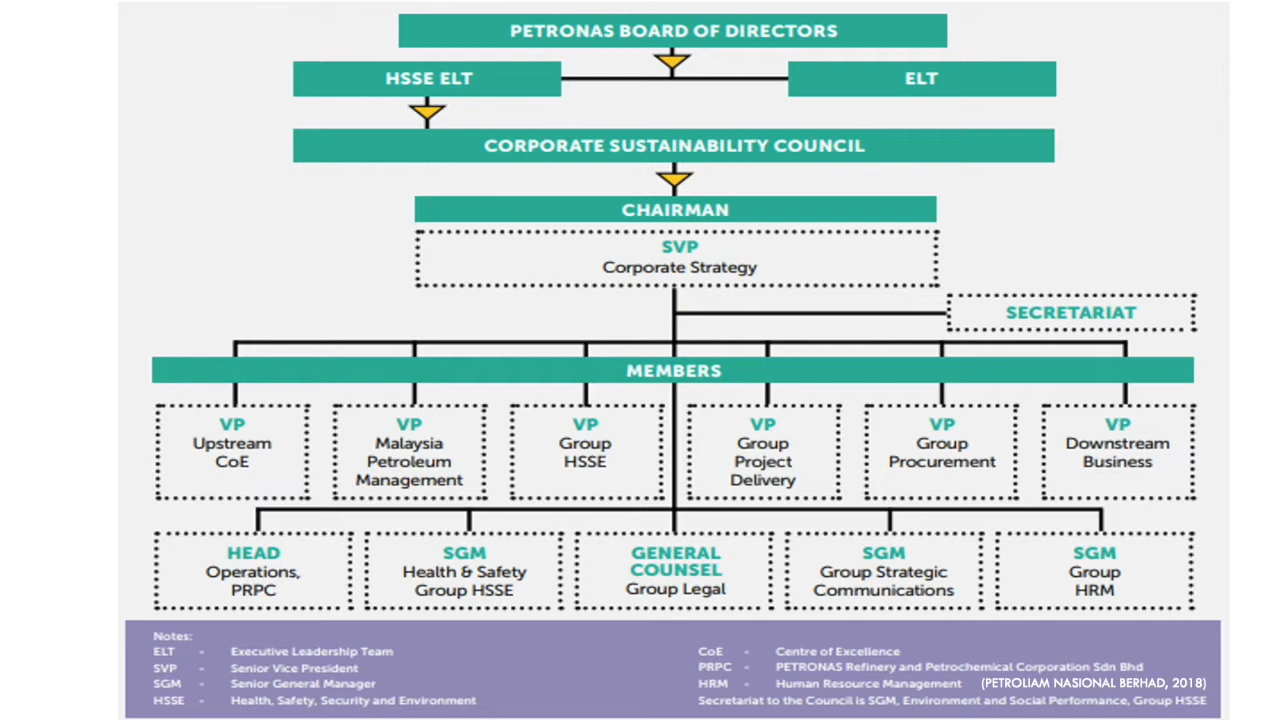 PETRONAS BOARD OF DIRECTORS
HSSE ELT
ELT
CORPORATE SUSTAINABILITY COUNCIL
CHAIRMAN
SVP
Corporate Strategy
SECRETARIAT
MEMBERS
VP
Upstream
CoE
VP
Malaysia
Petroleum
Management
VP
Group
HSSE
VP
Group
Project
Delivery
VP
Group
Procurement
VP
Downstream
Business
HEAD
Operations,
PRPC
SGM
Health & Safety
Group HSSE
GENERAL
COUNSEL
Group Legal
SGM
Group Strategic
Communications
SGM
Group
HRM
Notes:
ELT - Executive Leadership Team
SVP - Senior Vice President
SGM - Senior General Manager
HSSE - Health, Safety, Security and Environment
CoE - Centre of Excellence
PRPC - PETRONAS Refinery and Petrochemical Corporation Sdn Bhd
HRM - Human Resource Management
(PETROLIAM NASIONAL BERHAD, 2018)
Secretariat to the Council is SGM, Environment and Social Performance, Group HSSE